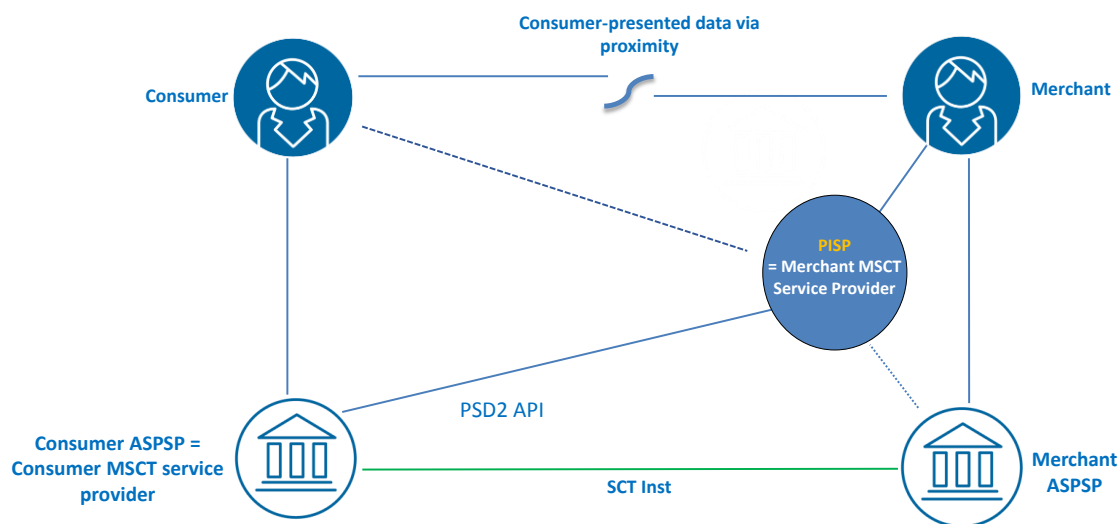 Consumer-presented data via
proximity
Consumer
Merchant
PISP
= Merchant MSCT
Service Provider
PSD2 API
Consumer ASPSP =
Consumer MSCT service
provider
SCT Inst
Merchant
ASPSP